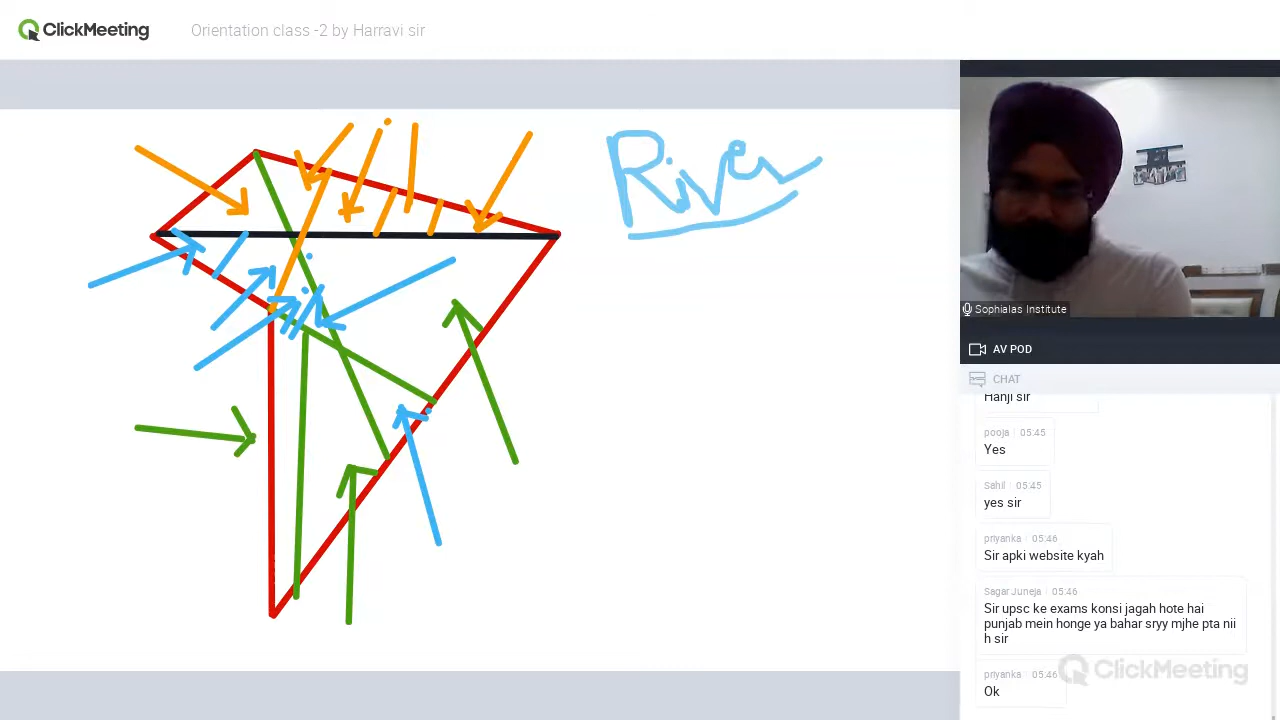 ClickMeeting
Orientation class -2 by Harravi sir
River
Sophialas Institute
AV POD
CHAT
Hanji sir
pooja 05:45
Yes
Sahil 05:45
yes sir
priyanka 05:46
Sir apki website kyah
Sagar Juneja 05:46
Sir upsc ke exams konsi jagah hote hai
punjab mein honge ya bahar sryy mjhe pta nii
h sir
priyanka 05:46
Ok
ClickMeeting